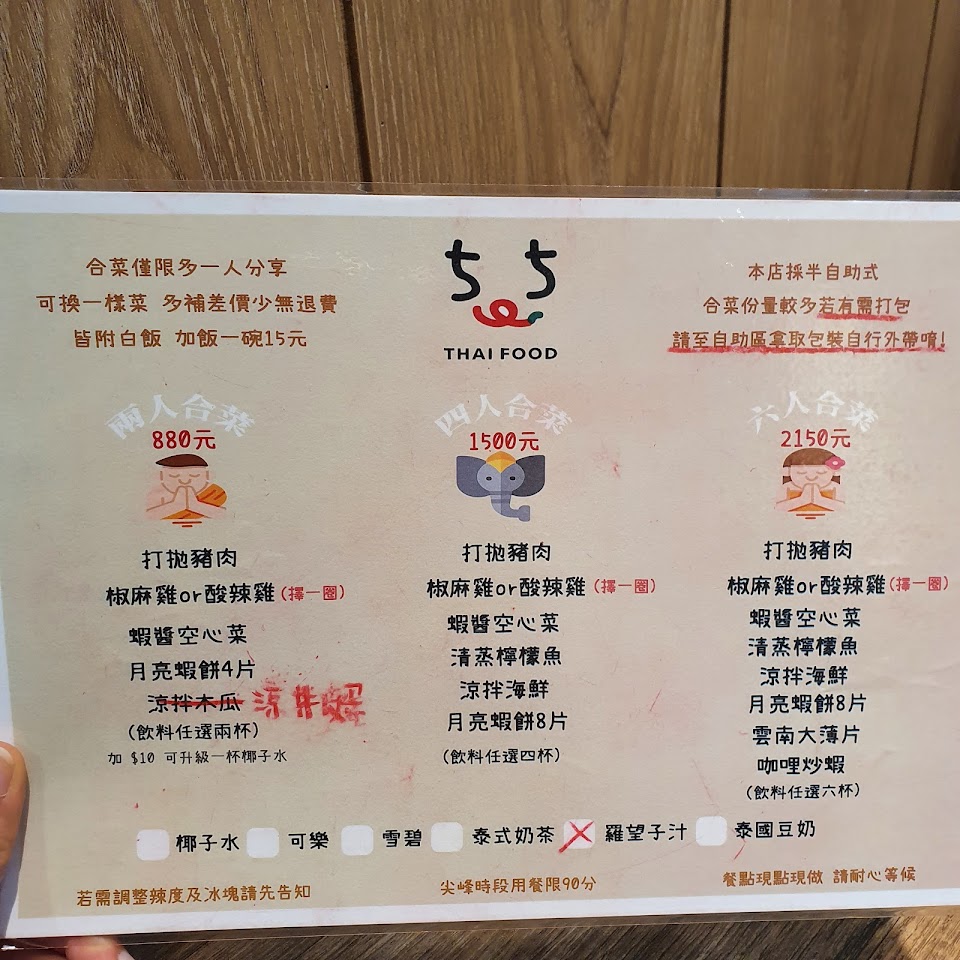 合菜僅限多一人分享
可換一樣菜 多補差價少無退費
皆附白飯 加飯一碗15元
THAI FOOD
本店採半自助式
合菜份量較多若有需打包
請至自助區拿取包裝自行外帶唷!
兩人合菜
880元
打拋豬肉
椒麻雞or酸辣雞(擇一圈)
蝦醬空心菜
月亮蝦餅4片
涼拌木瓜
(飲料任選兩杯)
加 $10 可升級一杯椰子水
四人合菜
1500元
打拋豬肉
椒麻雞or酸辣雞(擇一圈)
蝦醬空心菜
清蒸檸檬魚
涼拌海鮮
月亮蝦餅8片
(飲料任選四杯)
六人合菜
2150元
打拋豬肉
椒麻雞or酸辣雞(擇一圈)
蝦醬空心菜
清蒸檸檬魚
涼拌海鮮
月亮蝦餅8片
雲南大薄片
咖哩炒蝦
(飲料任選六杯)
椰子水 可樂 雪碧 泰式奶茶 羅望子汁 泰國豆奶
若需調整辣度及冰塊請先告知
尖峰時段用餐限90分
餐點現點現做 請耐心等候